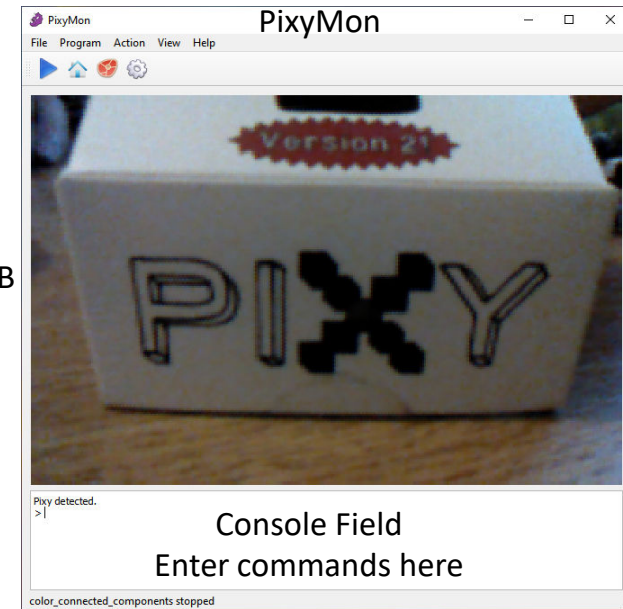 PixyMon
PixyMon
File Program Action View Help
Version 2!
PIXY
B
Pixy detected.
>
Console Field
Enter commands here
color_connected_components stopped